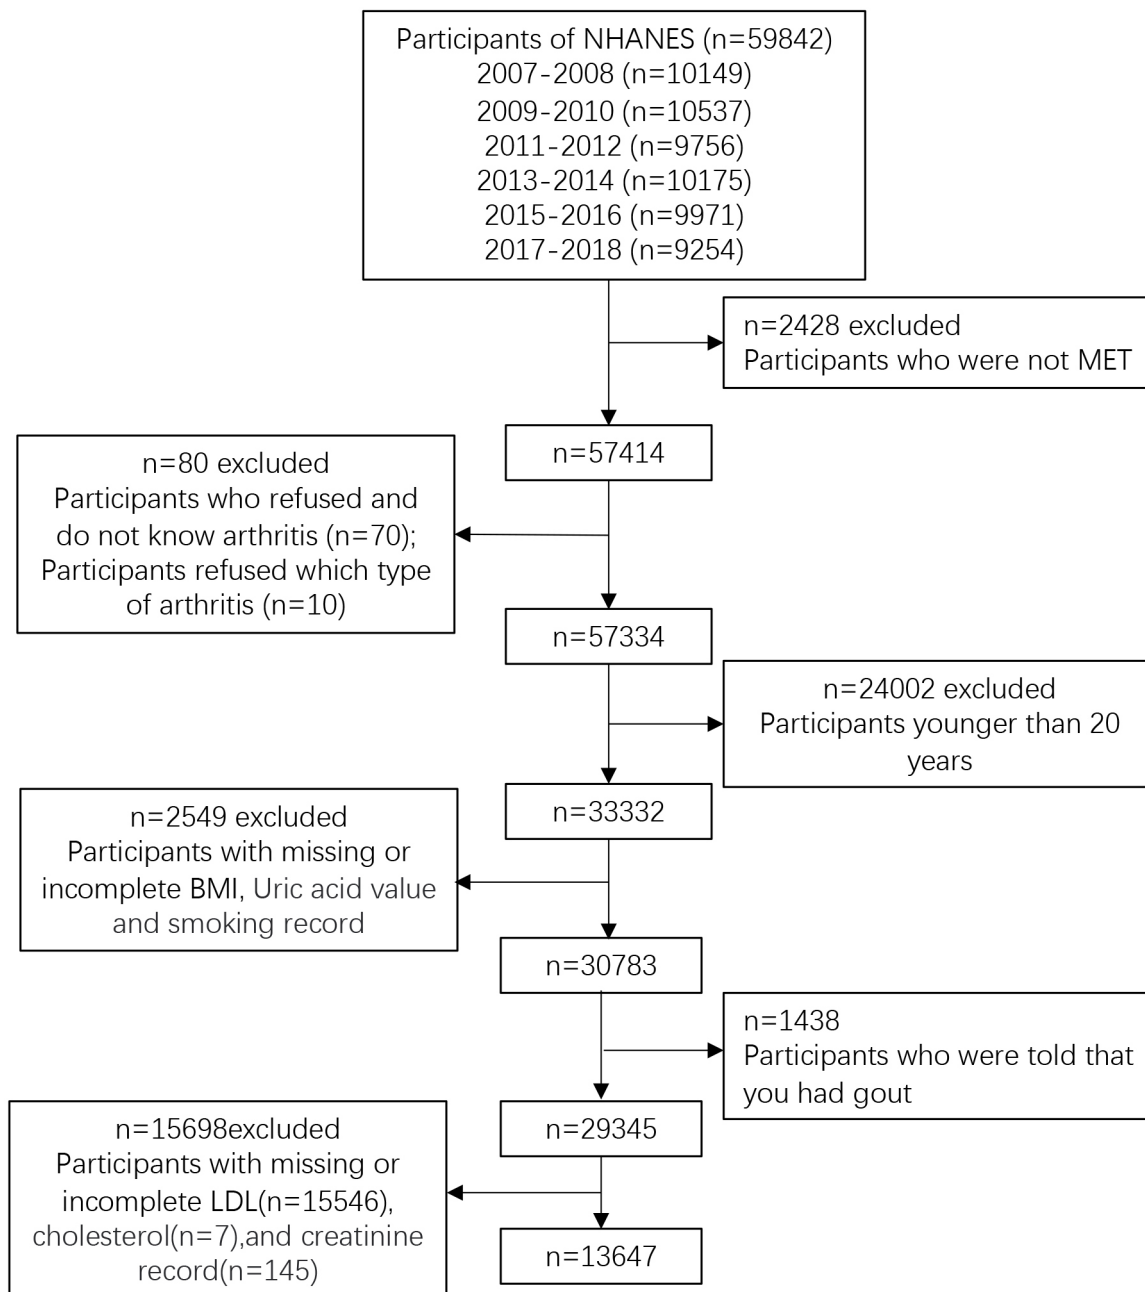 Participants of NHANES (n=59842)
2007-2008 (n=10149)
2009-2010 (n=10537)
2011-2012 (n=9756)
2013-2014 (n=10175)
2015-2016 (n=9971)
2017-2018 (n=9254)
n=2428 excluded
Participants who were not MET
n=57414
n=80 excluded
Participants who refused and
do not know arthritis (n=70);
Participants refused which type
of arthritis (n=10)
n=57334
n=24002 excluded
Participants younger than 20
years
n=33332
n=2549 excluded
Participants with missing or
incomplete BMI, Uric acid value
and smoking record
n=30783
n=1438
Participants who were told that
you had gout
n=29345
n=15698excluded
Participants with missing or
incomplete LDL(n=15546),
cholesterol(n=7),and creatinine
record(n=145)
n=13647